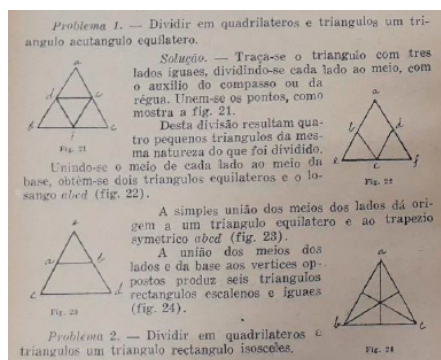 Problema 1. — Dividir em quadrilateros e triangulos um tri-
angulo acutangulo equilatero.
Solução. — Traça-se o triangulo com tres
lados iguaes, dividindo-se cada lado ao meio, com
o auxilio do compasso ou da
régua. Unem-se os pontos, como
mostra a fig. 21.
a
d
e
b
f
c
Fig. 21
Desta divisão resultam qua-
tro pequenos triangulos da mes-
ma natureza do que foi dividido.
Unindo-se o meio de cada lado ao meio da
base, obtêm-se dois triangulos equilateros e o lo-
sango abcd (fig. 22).
a
b
d
e
c
f
Fig. 22
A simples união dos meios dos lados dá ori-
gem a um triangulo equilatero e ao trapezio
symetrico abcd (fig. 23).
a
b
c
d
Fig. 23
A união dos meios dos
lados e da base aos vertices op-
postos produz seis triangulos
rectangulos escalenos e iguaes
(fig. 24).
a
b
c
Fig. 24
Problema 2. — Dividir em quadrilateros e
triangulos um triangulo rectangulo isosceles.